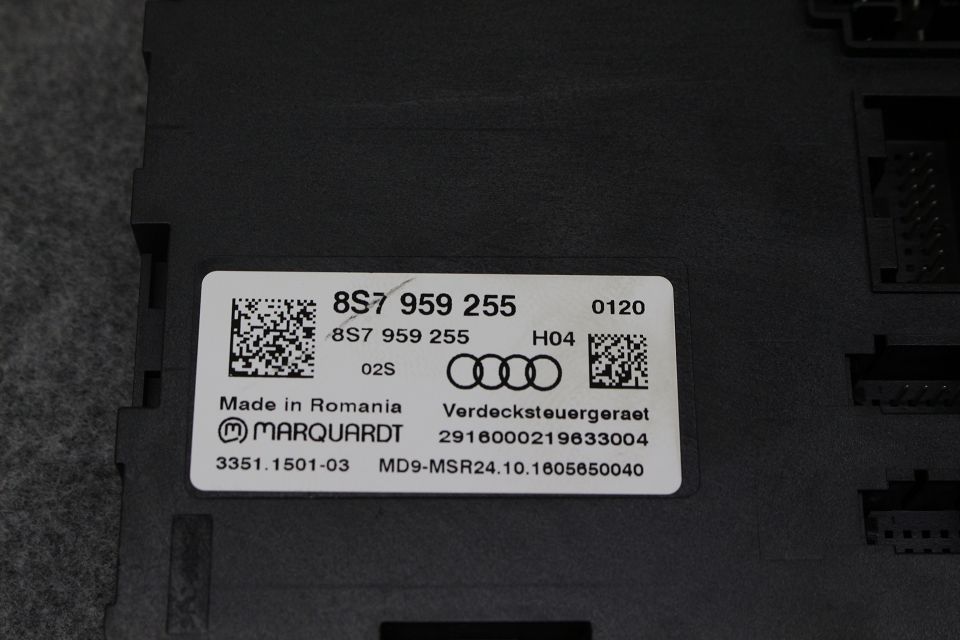 8S7 959 255 0120
8S7 959 255 H04
02S
Made in Romania Verdecksteuergeraet
MARQUARDT 2916000219633004
3351.1501-03 MD9-MSR24.10.1605650040